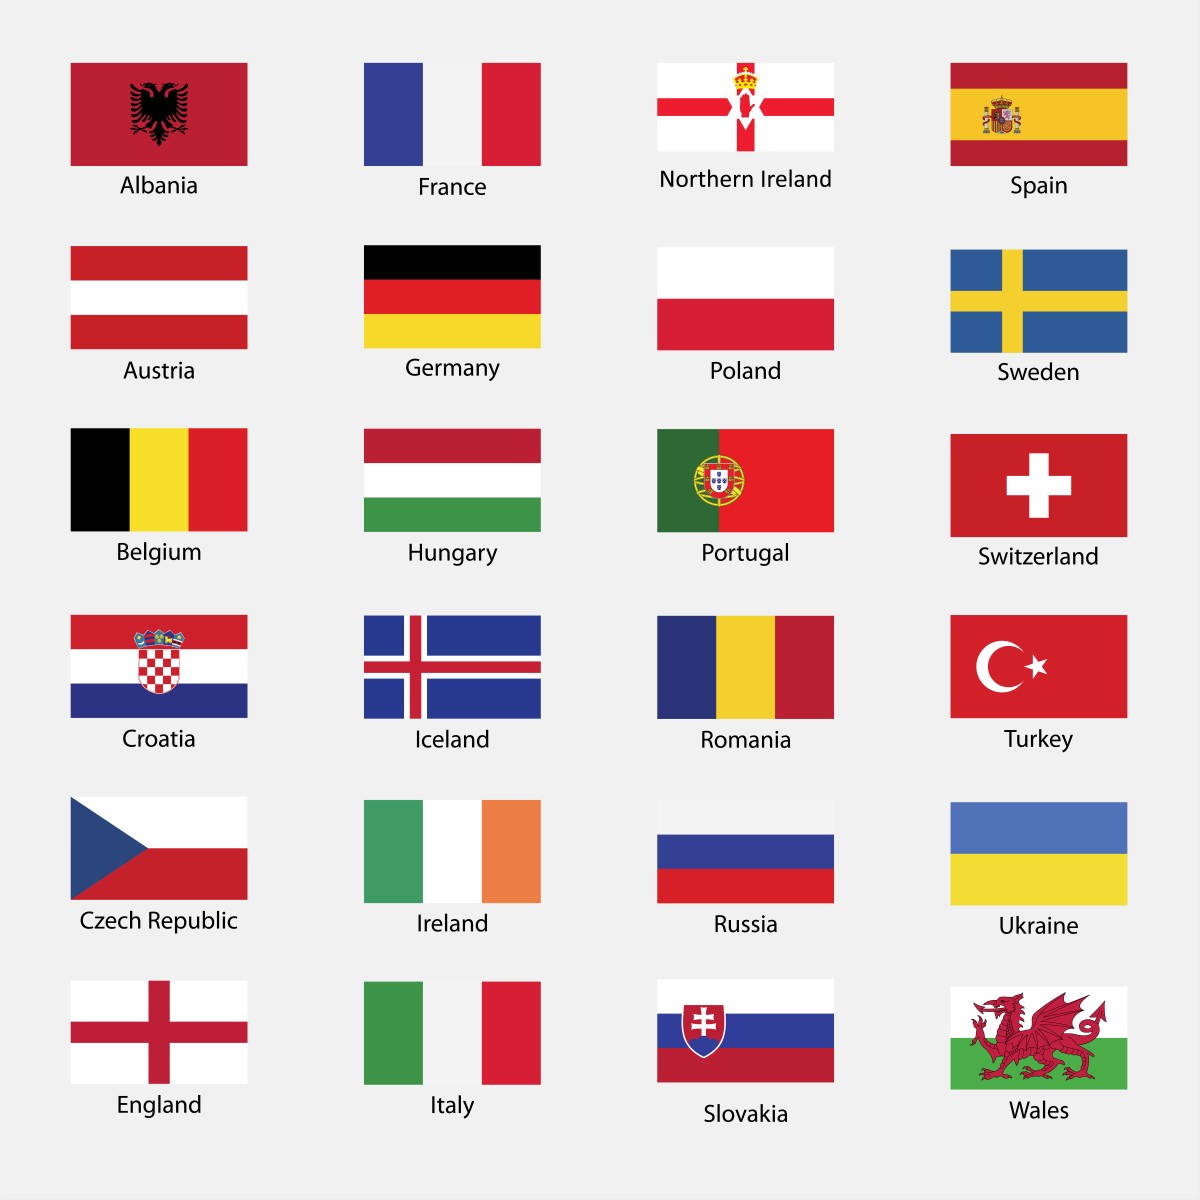 Albania
France
Northern Ireland
Spain
Austria
Germany
Poland
Sweden
Belgium
Hungary
Portugal
Switzerland
Croatia
Iceland
Romania
Turkey
Czech Republic
Ireland
Russia
Ukraine
England
Italy
Slovakia
Wales